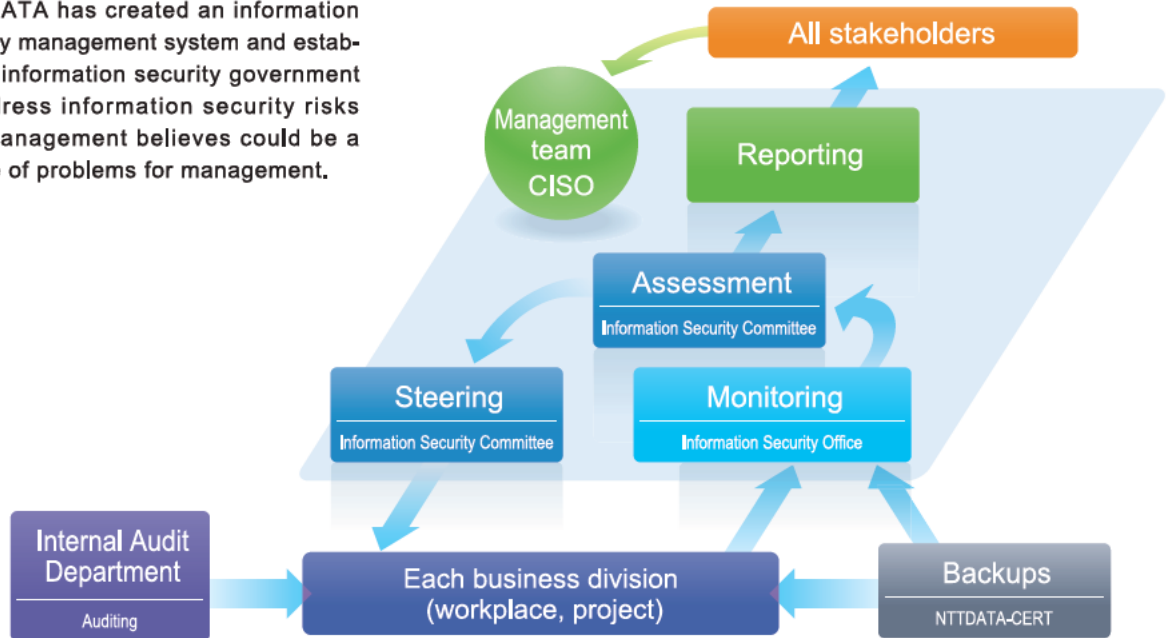 ATA has created an information
y management system and estab-
information security government
dress information security risks
anagement believes could be a
of problems for management.
All stakeholders
Management
team
CISO
Reporting
Assessment
Information Security Committee
Steering
Information Security Committee
Monitoring
Information Security Office
Internal Audit
Department
Auditing
Each business division
(workplace, project)
Backups
NTTDATA-CERT